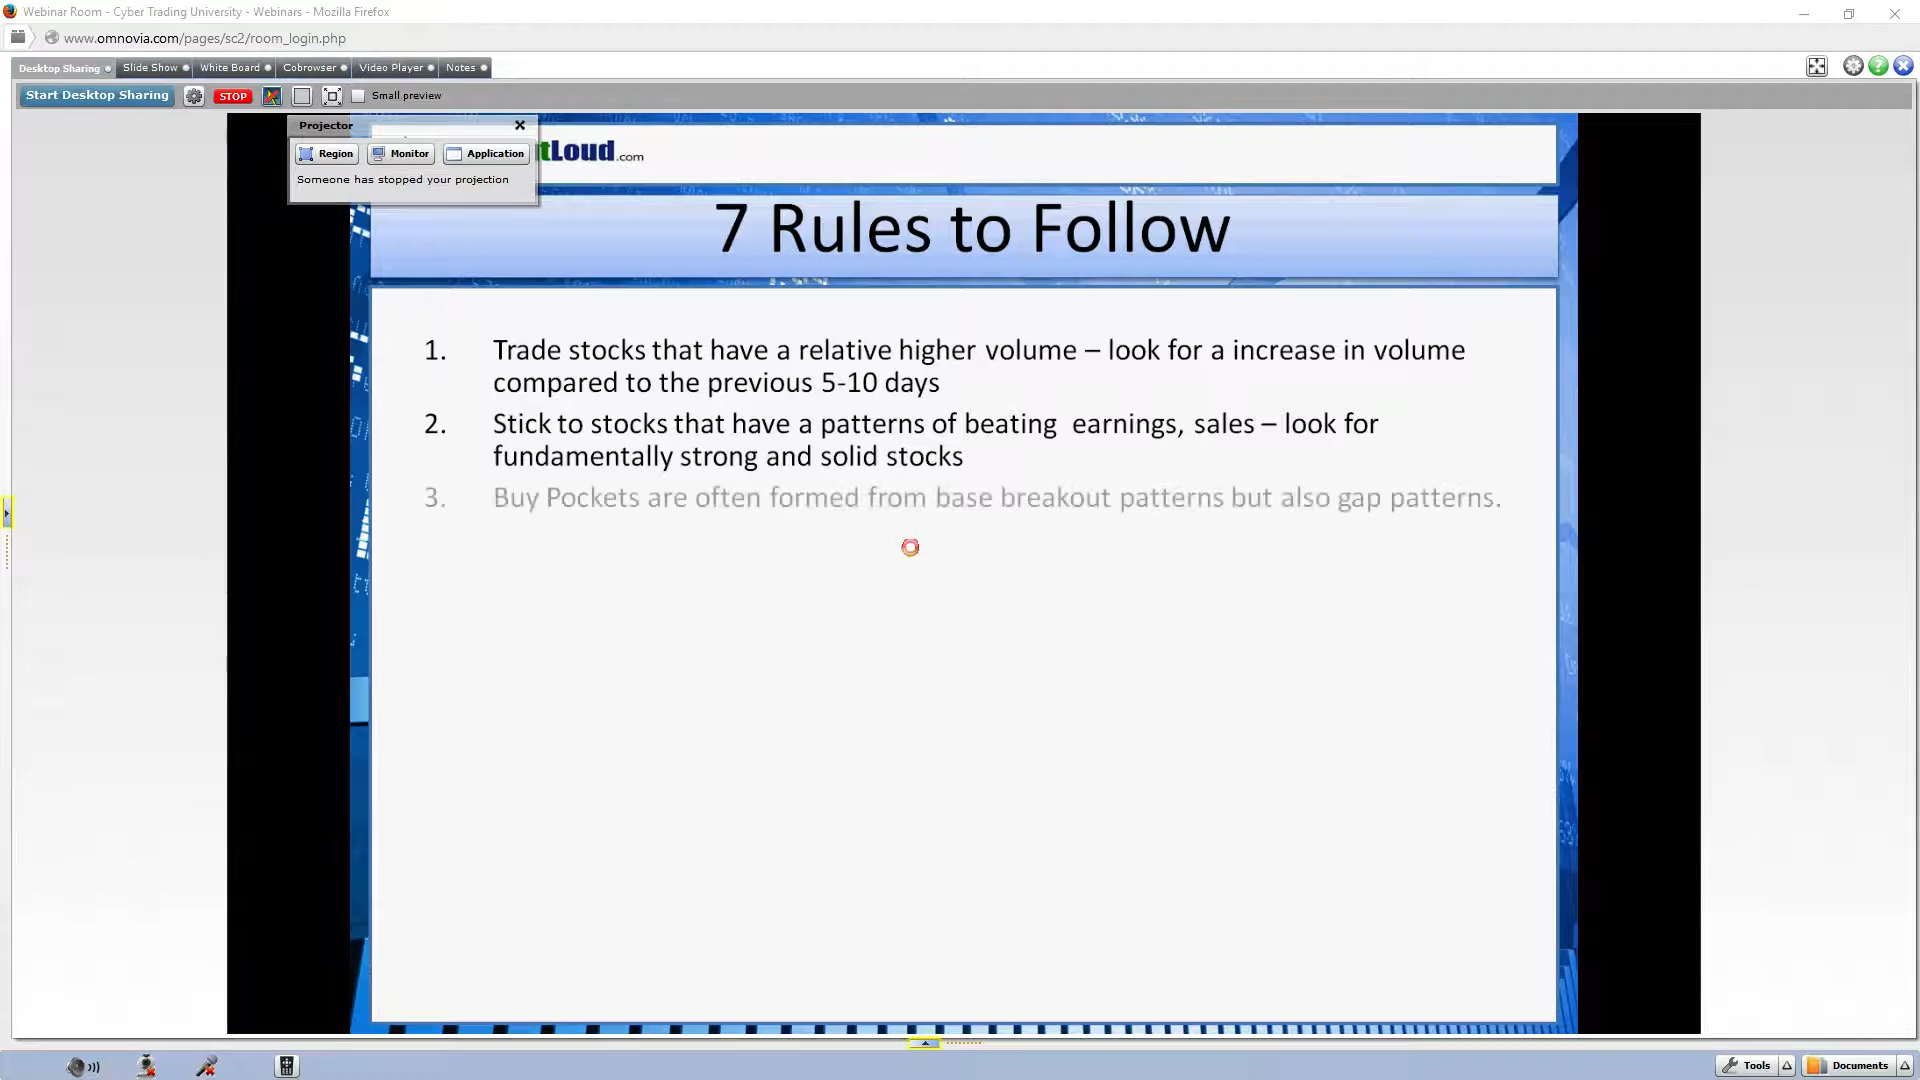 Webinar Room - Cyber Trading University - Webinars - Mozilla Firefox
www.omnovia.com/pages/sc2/room_login.php
Desktop Sharing Slide Show White Board Cobrowser Video Player Notes
Start Desktop Sharing STOP Small preview
Projector
Region Monitor Application
Someone has stopped your projection
tLoud.com
7 Rules to Follow
1. Trade stocks that have a relative higher volume – look for a increase in volume
compared to the previous 5-10 days
2. Stick to stocks that have a patterns of beating earnings, sales – look for
fundamentally strong and solid stocks
3. Buy Pockets are often formed from base breakout patterns but also gap patterns.
Tools Documents